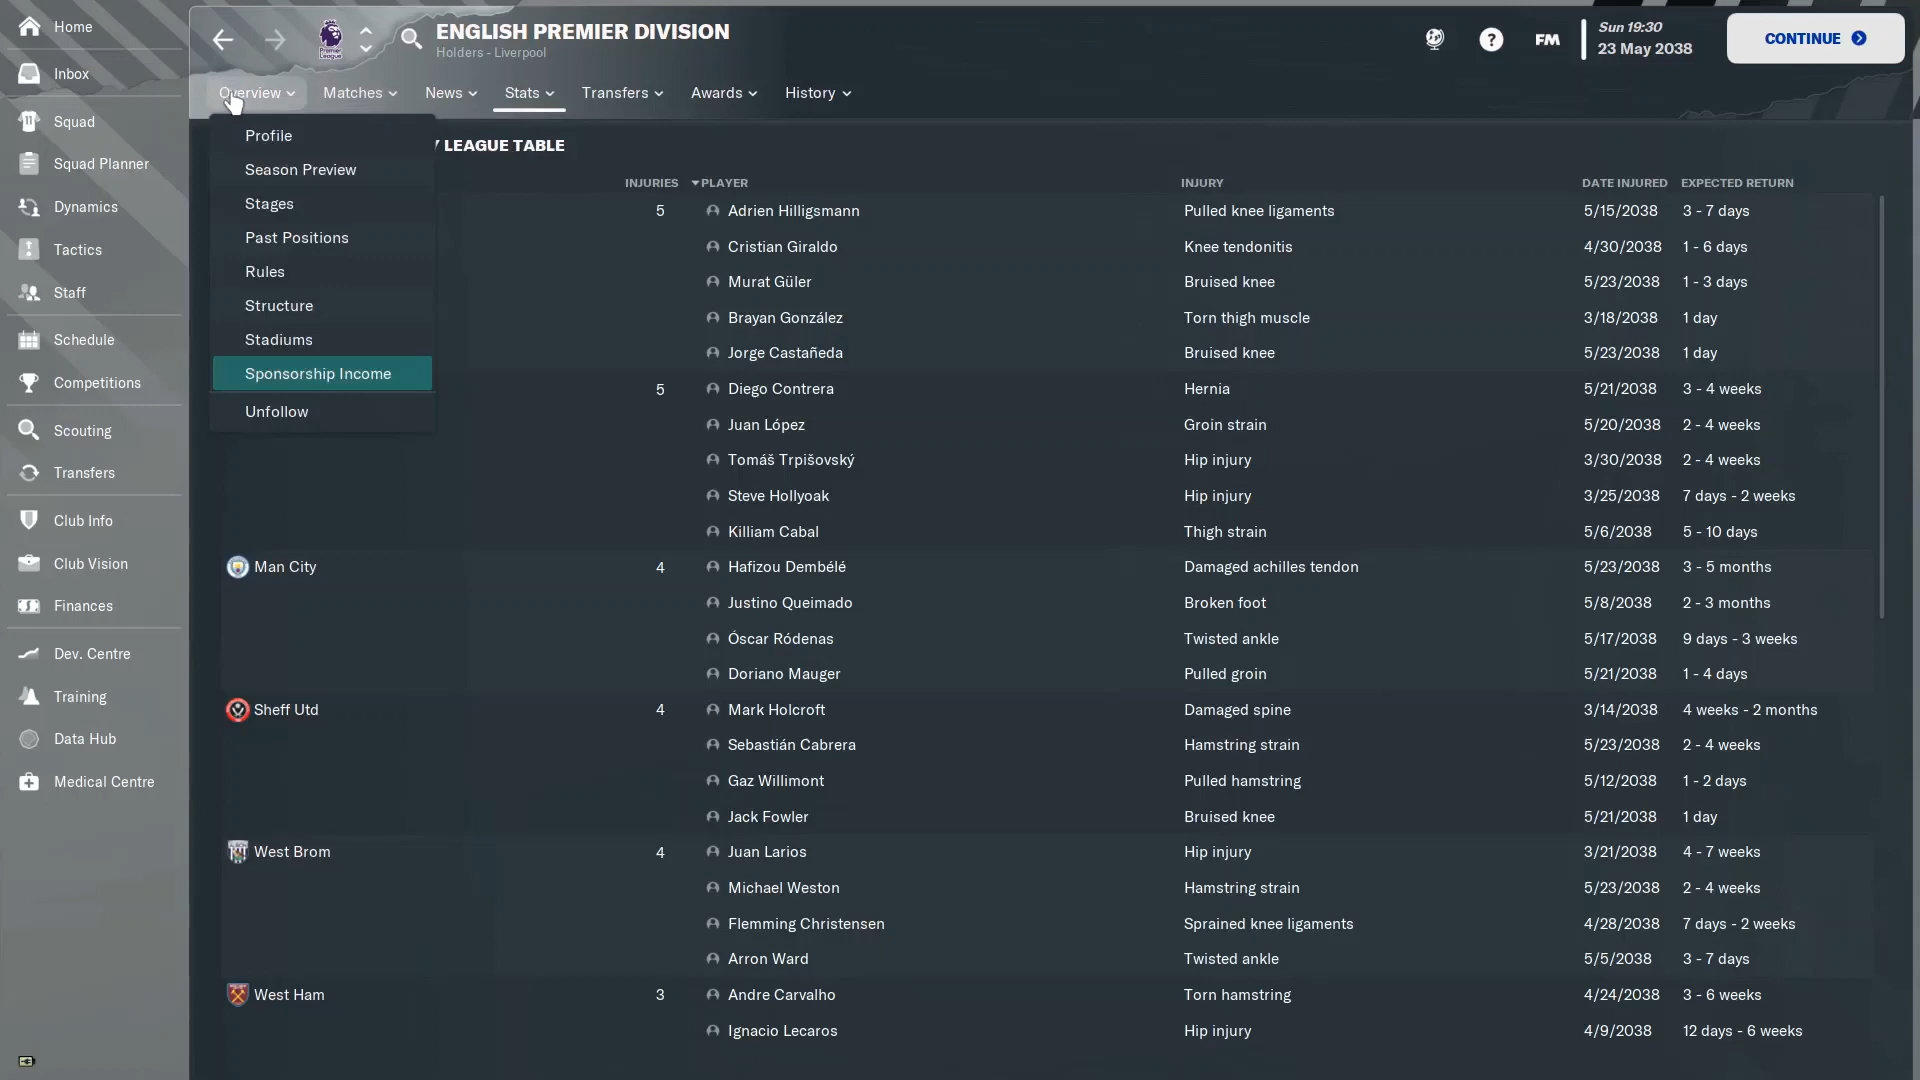 Home
Inbox
Squad
Squad Planner
Dynamics
Tactics
Staff
Schedule
Competitions
Scouting
Transfers
Club Info
Club Vision
Finances
Dev. Centre
Training
Data Hub
Medical Centre
ENGLISH PREMIER DIVISION
Holders - Liverpool
? FM Sun 19:30
23 May 2038
CONTINUE
Overview Matches News Stats Transfers Awards History
Profile
Season Preview
Stages
Past Positions
Rules
Structure
Stadiums
Sponsorship Income
Unfollow
LEAGUE TABLE
INJURIES PLAYER INJURY DATE INJURED EXPECTED RETURN
5 Adrien Hilligsmann Pulled knee ligaments 5/15/2038 3 - 7 days
Cristian Giraldo Knee tendonitis 4/30/2038 1 - 6 days
Murat Güler Bruised knee 5/23/2038 1 - 3 days
Brayan González Torn thigh muscle 3/18/2038 1 day
Jorge Castañeda Bruised knee 5/23/2038 1 day
5 Diego Contrera Hernia 5/21/2038 3 - 4 weeks
Juan López Groin strain 5/20/2038 2 - 4 weeks
Tomáš Trpišovský Hip injury 3/30/2038 2 - 4 weeks
Steve Hollyoak Hip injury 3/25/2038 7 days - 2 weeks
Killiam Cabal Thigh strain 5/6/2038 5 - 10 days
Man City 4 Hafizou Dembélé Damaged achilles tendon 5/23/2038 3 - 5 months
Justino Queimado Broken foot 5/8/2038 2 - 3 months
Óscar Ródenas Twisted ankle 5/17/2038 9 days - 3 weeks
Doriano Mauger Pulled groin 5/21/2038 1 - 4 days
Sheff Utd 4 Mark Holcroft Damaged spine 3/14/2038 4 weeks - 2 months
Sebastián Cabrera Hamstring strain 5/23/2038 2 - 4 weeks
Gaz Willimont Pulled hamstring 5/12/2038 1 - 2 days
Jack Fowler Bruised knee 5/21/2038 1 day
West Brom 4 Juan Larios Hip injury 3/21/2038 4 - 7 weeks
Michael Weston Hamstring strain 5/23/2038 2 - 4 weeks
Flemming Christensen Sprained knee ligaments 4/28/2038 7 days - 2 weeks
Arron Ward Twisted ankle 5/5/2038 3 - 7 days
West Ham 3 Andre Carvalho Torn hamstring 4/24/2038 3 - 6 weeks
Ignacio Lecaros Hip injury 4/9/2038 12 days - 6 weeks